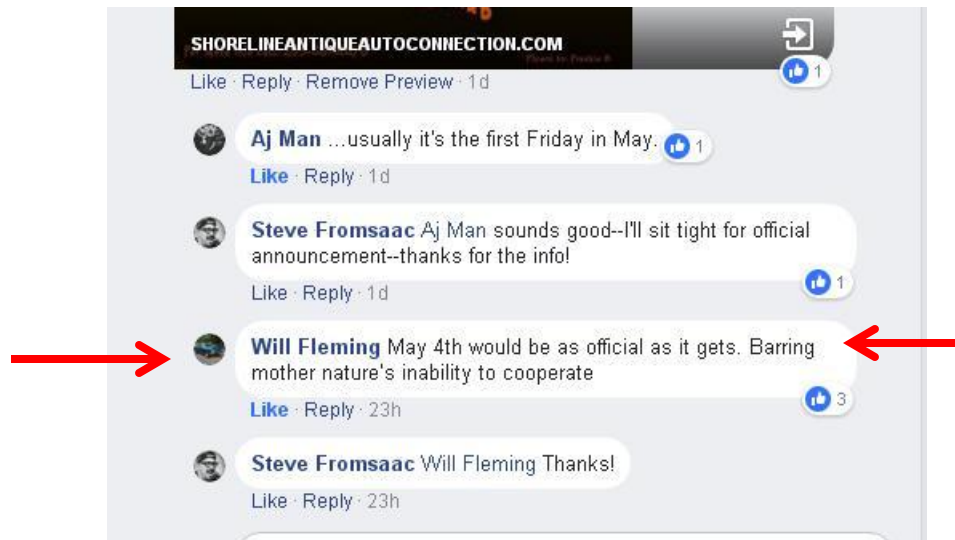 SHORELINEANTIQUEAUTOCONNECTION.COM
1
Like · Reply · Remove Preview · 1d
Aj Man ...usually it's the first Friday in May.
1
Like · Reply · 1d
Steve Fromsaac Aj Man sounds good--I'll sit tight for official
announcement--thanks for the info!
1
Like · Reply · 1d
Will Fleming May 4th would be as official as it gets. Barring
mother nature's inability to cooperate
3
Like · Reply · 23h
Steve Fromsaac Will Fleming Thanks!
Like · Reply · 23h